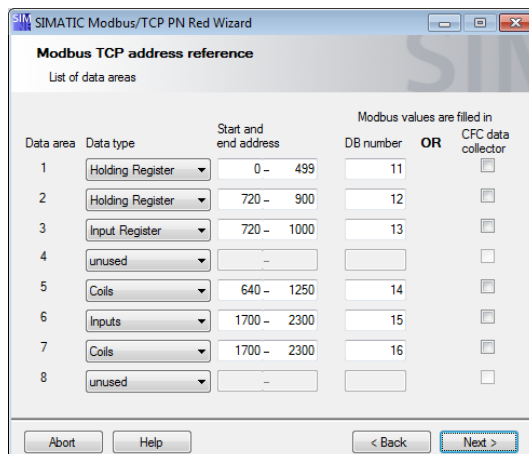 SIMATIC Modbus/TCP PN Red Wizard
Modbus TCP address reference
List of data areas
Modbus values are filled in
Data area Data type Start and end address DB number OR CFC data collector
1 Holding Register 0 - 499 11
2 Holding Register 720 - 900 12
3 Input Register 720 - 1000 13
4 unused -
5 Coils 640 - 1250 14
6 Inputs 1700 - 2300 15
7 Coils 1700 - 2300 16
8 unused -
Abort Help < Back Next >